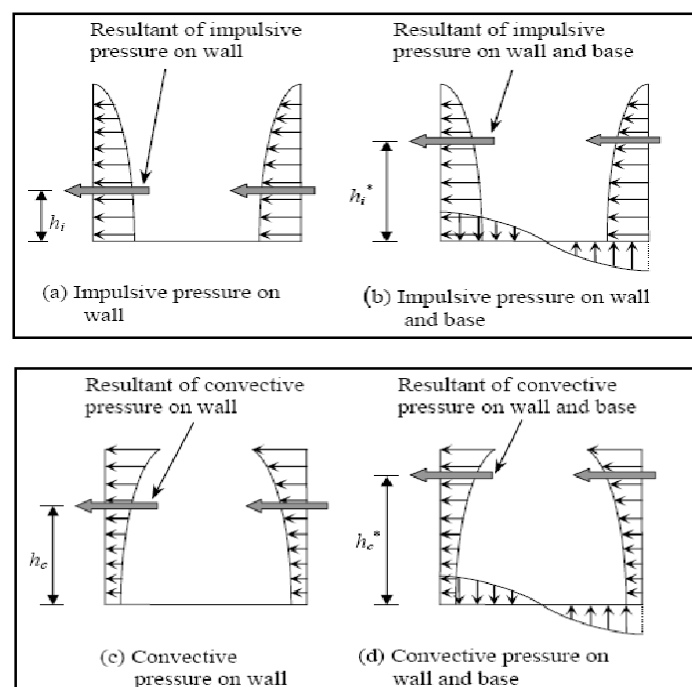 Resultant of impulsive
pressure on wall
Resultant of impulsive
pressure on wall and base
h_i
h_i*
(a) Impulsive pressure on
wall
(b) Impulsive pressure on wall
and base
Resultant of convective
pressure on wall
Resultant of convective
pressure on wall and base
h_c
h_c*
(c) Convective
pressure on wall
(d) Convective pressure on
wall and base